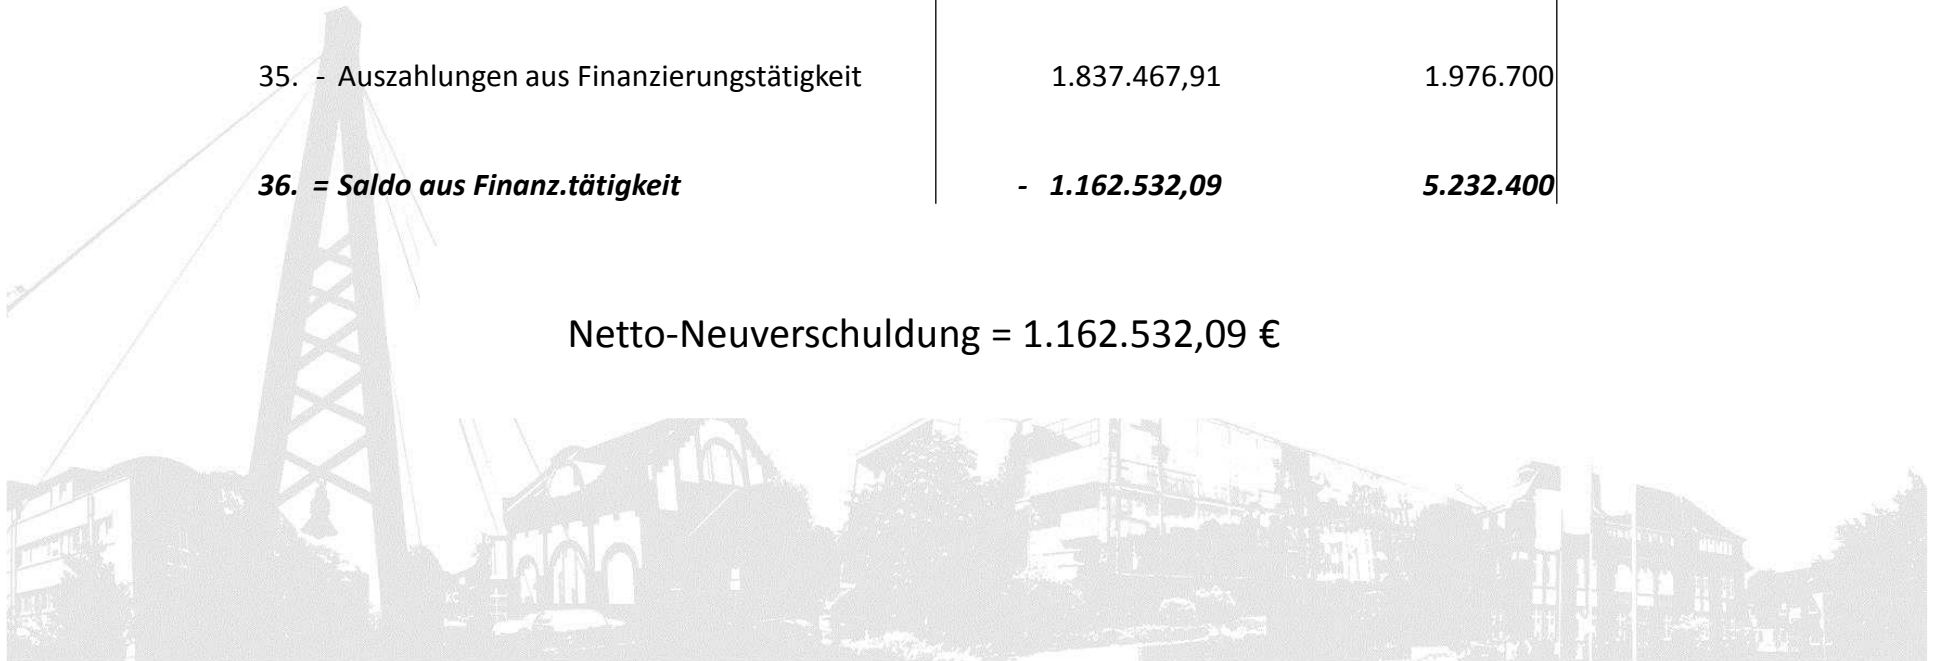 35. - Auszahlungen aus Finanzierungstätigkeit 1.837.467,91 1.976.700
36. = Saldo aus Finanz.tätigkeit - 1.162.532,09 5.232.400
Netto-Neuverschuldung = 1.162.532,09 €